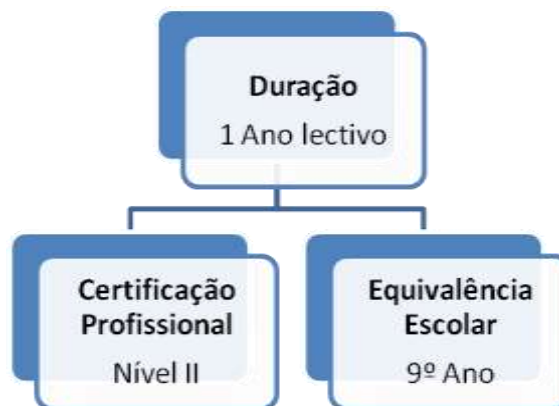 Duração
1 Ano lectivo
Certificação
Profissional
Nível II
Equivalência
Escolar
9º Ano